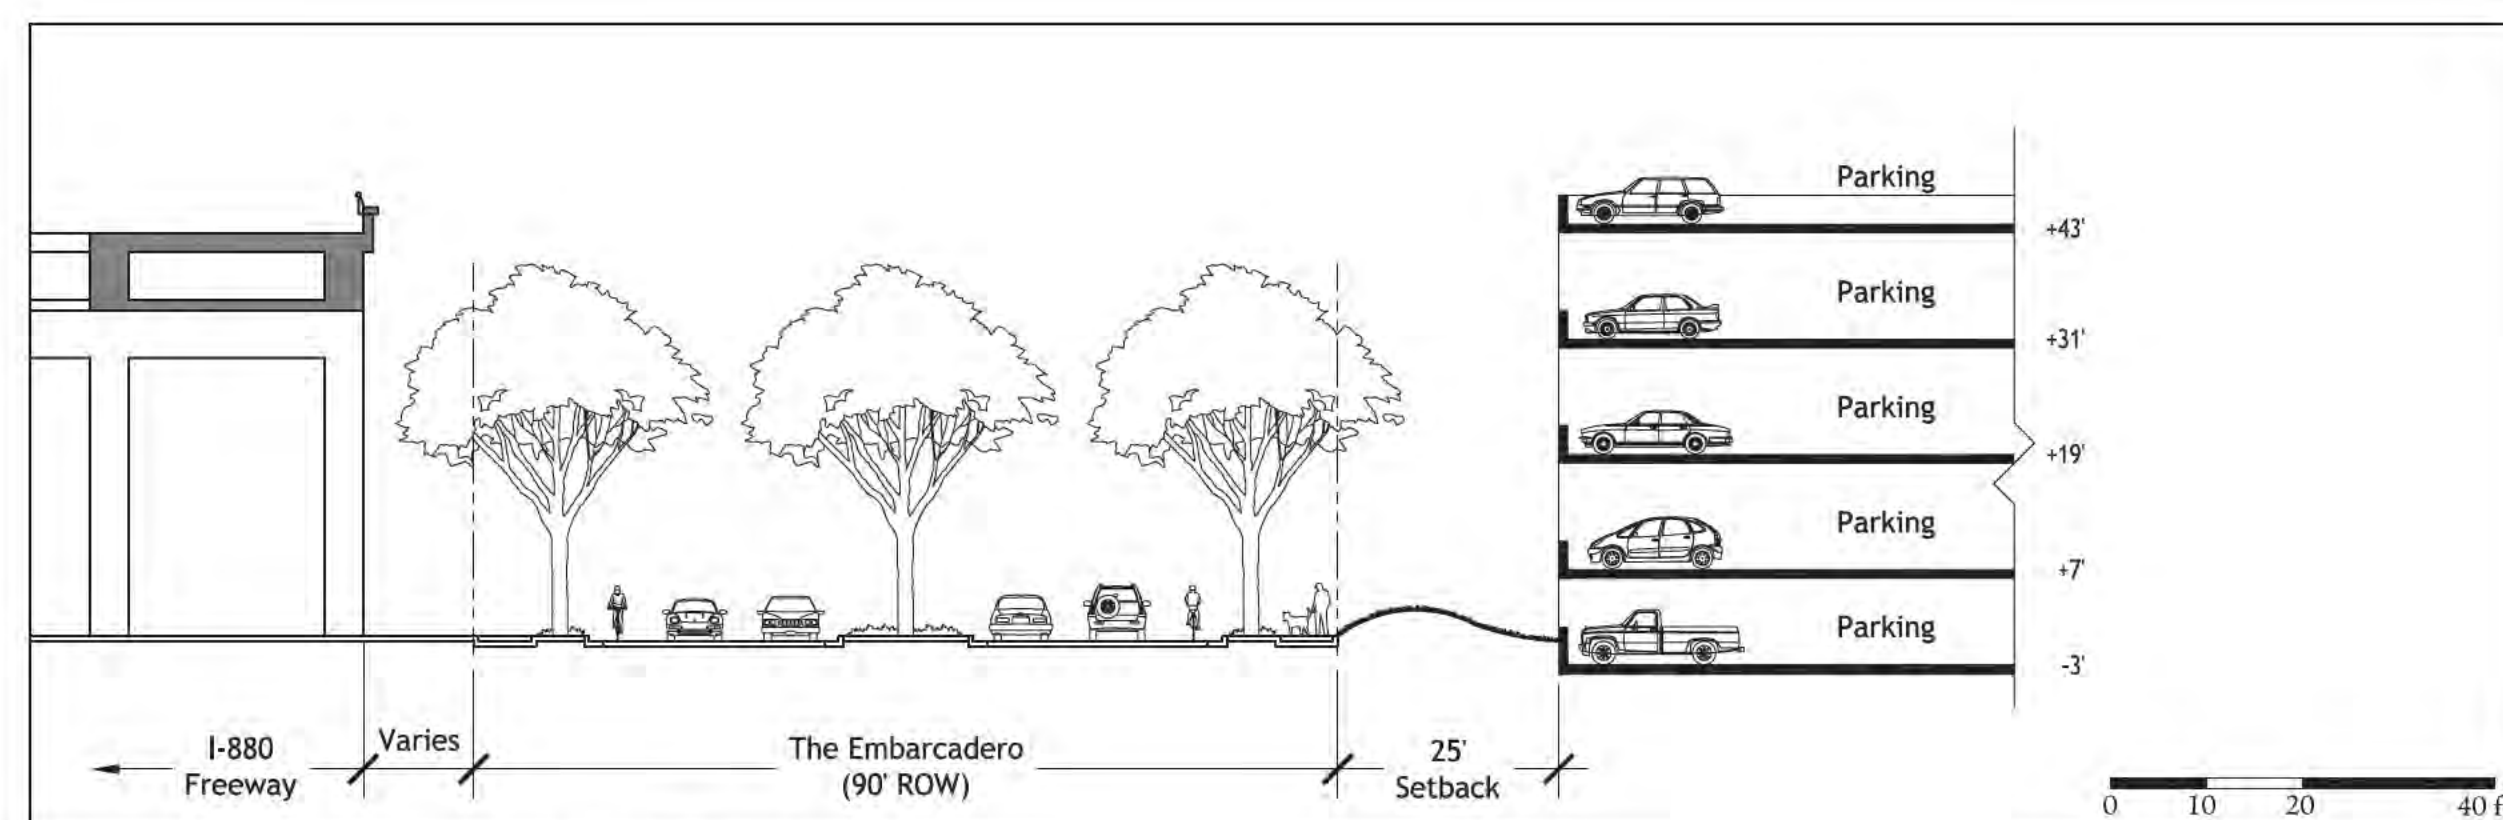 Parking
+43'
Parking
+31'
Parking
+19'
Parking
+7'
Parking
-3'
I-880
Freeway
Varies
The Embarcadero
(90' ROW)
25'
Setback
0 10 20 40 f